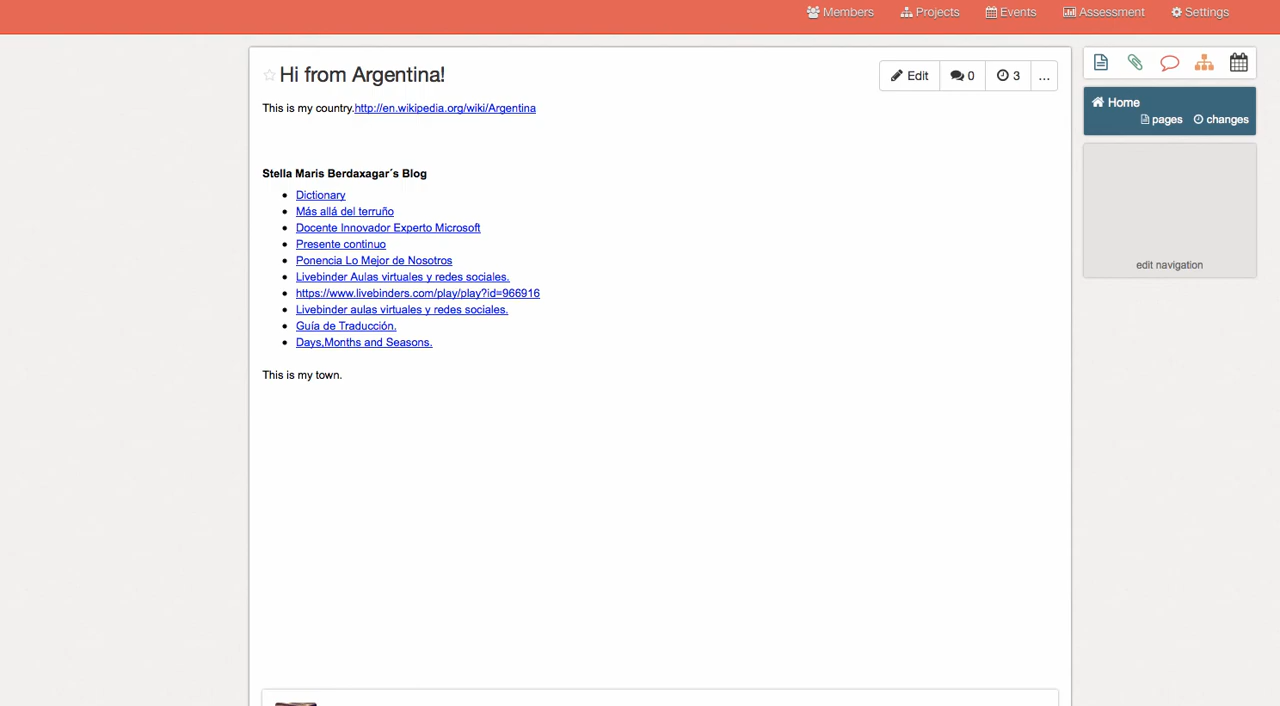 Members Projects Events Assessment Settings
Hi from Argentina!
Edit 0 3 ...
This is my country.http://en.wikipedia.org/wiki/Argentina
Home
pages changes
Stella Maris Berdaxagar´s Blog
Dictionary
Más allá del terruño
Docente Innovador Experto Microsoft
Presente continuo
Ponencia Lo Mejor de Nosotros
edit navigation
Livebinder Aulas virtuales y redes sociales.
https://www.livebinders.com/play/play?id=966916
Livebinder aulas virtuales y redes sociales.
Guía de Traducción.
Days,Months and Seasons.
This is my town.